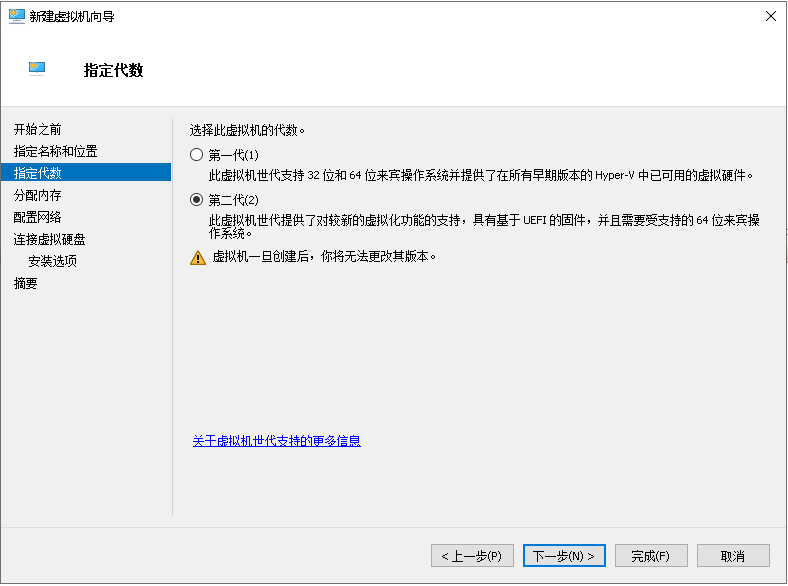 新建虚拟机向导
指定代数
开始之前
指定名称和位置
指定代数
分配内存
配置网络
连接虚拟硬盘
安装选项
摘要
选择此虚拟机的代数。
第一代(1)
此虚拟机世代支持 32 位和 64 位来宾操作系统并提供了在所有早期版本的 Hyper-V 中已可用的虚拟硬件。
第二代(2)
此虚拟机世代提供了对较新的虚拟化功能的支持，具有基于 UEFI 的固件，并且需要受支持的 64 位来宾操
作系统。
虚拟机一旦创建后，你将无法更改其版本。
关于虚拟机世代支持的更多信息
< 上一步(P)
下一步(N) >
完成(F)
取消